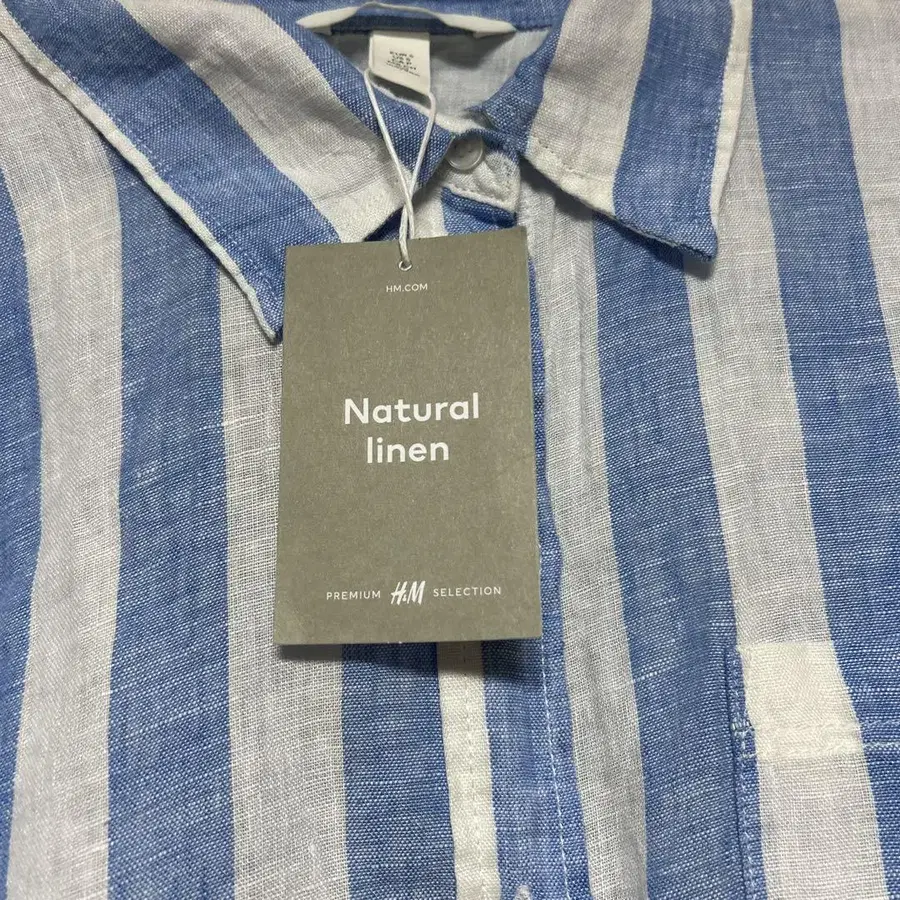 HM.COM
Natural
linen
PREMIUM H&M SELECTION